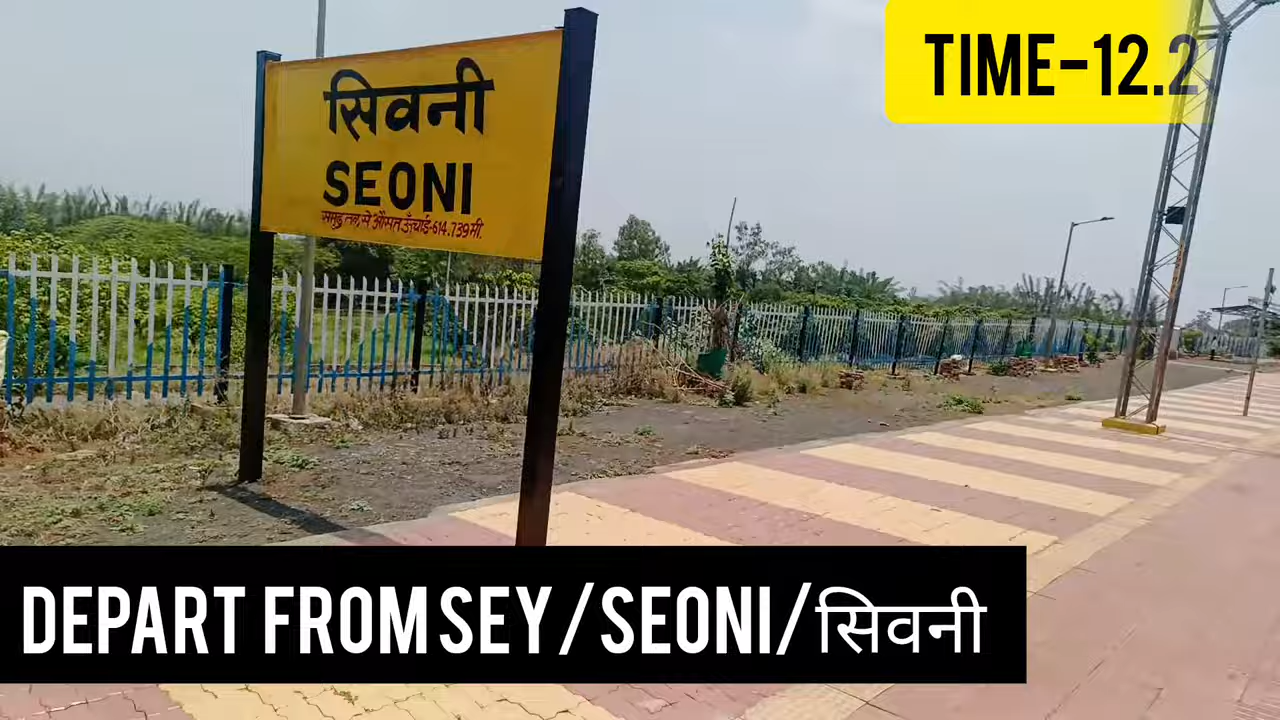 TIME-12.2
सिवनी
SEONI
समुद्र तल से औसत ऊँचाई-614.739मी.
DEPART FROM SEY/SEONI/सिवनी